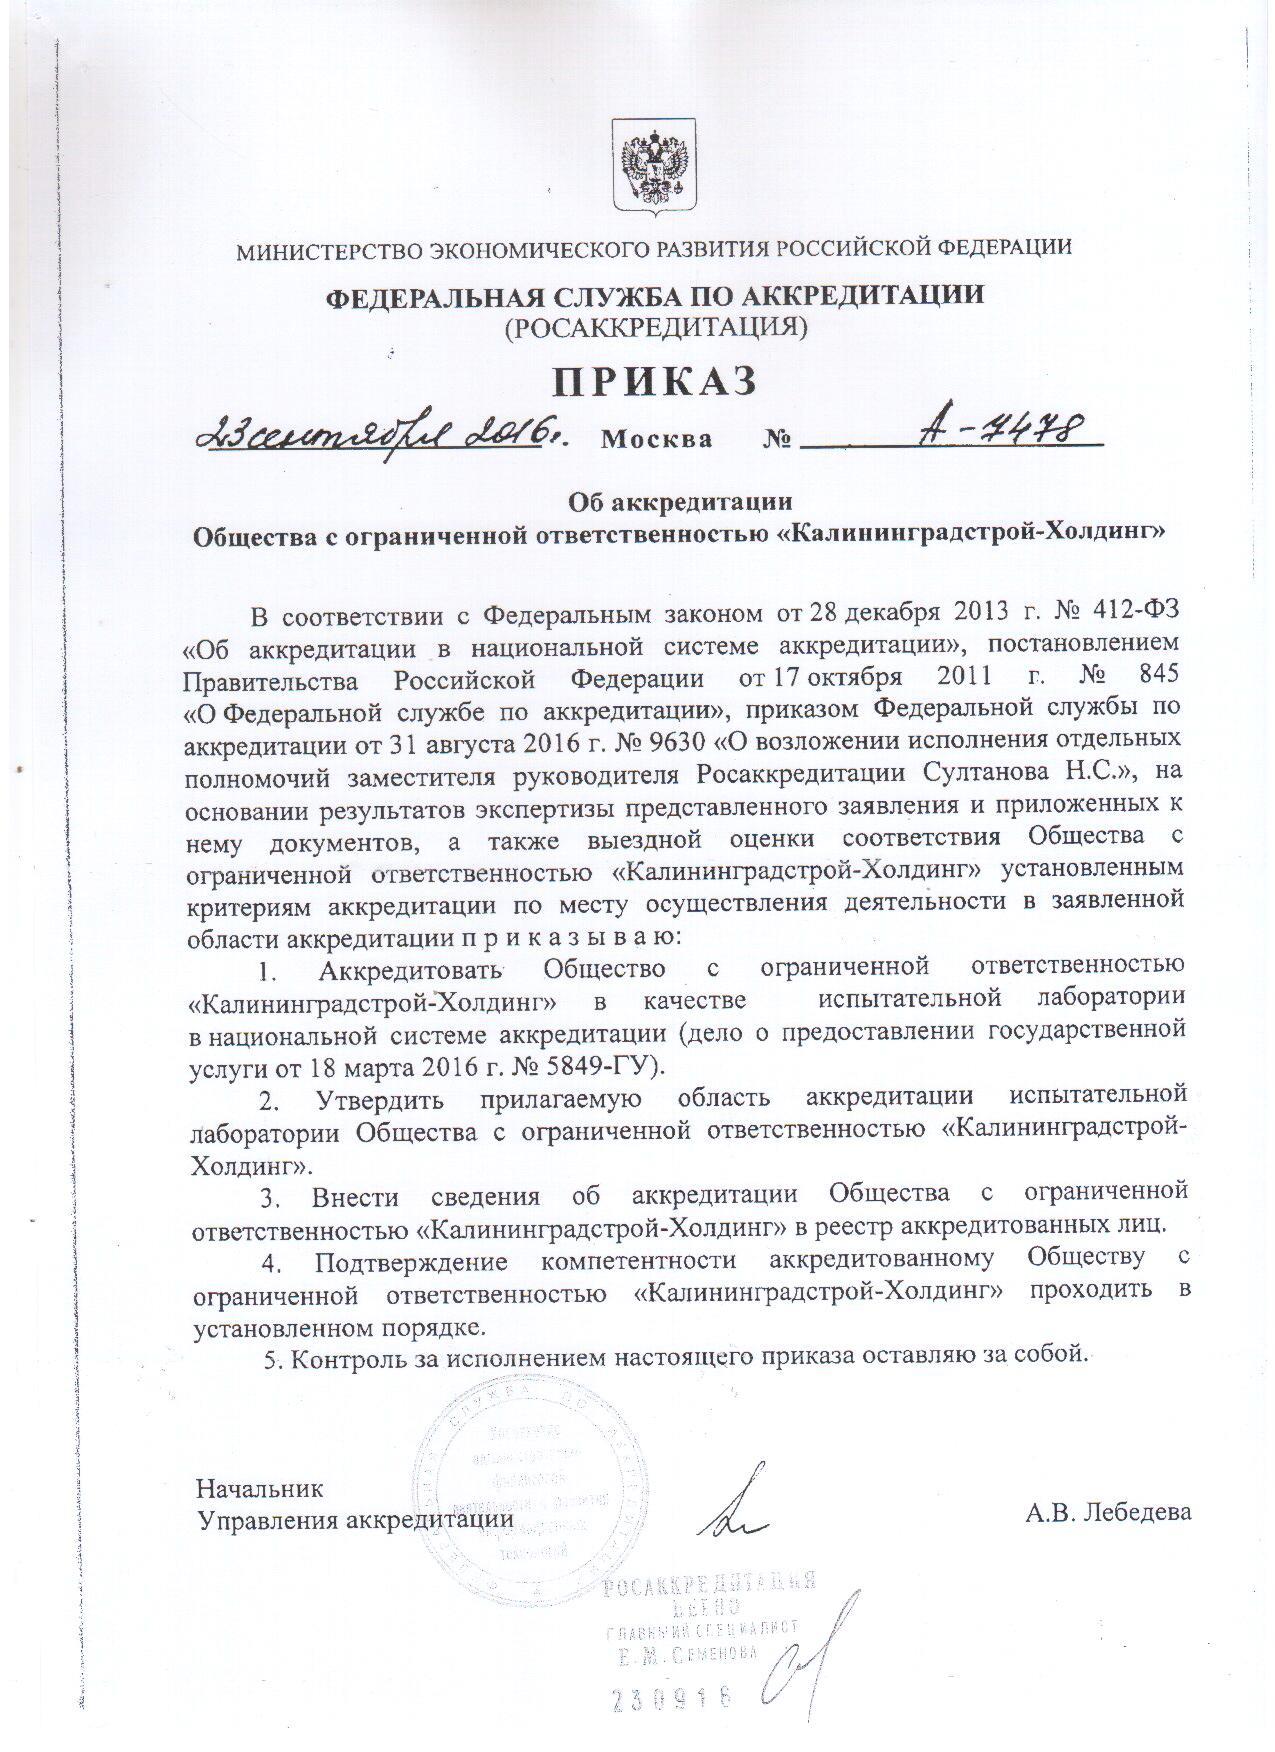 МИНИСТЕРСТВО ЭКОНОМИЧЕСКОГО РАЗВИТИЯ РОССИЙСКОЙ ФЕДЕРАЦИИ
ФЕДЕРАЛЬНАЯ СЛУЖБА ПО АККРЕДИТАЦИИ
(РОСАККРЕДИТАЦИЯ)
ПРИКАЗ
23 сентября 2016 г. Москва № А-7478
Об аккредитации
Общества с ограниченной ответственностью «Калининградстрой-Холдинг»
В соответствии с Федеральным законом от 28 декабря 2013 г. № 412-ФЗ
«Об аккредитации в национальной системе аккредитации», постановлением
Правительства Российской Федерации от 17 октября 2011 г. № 845
«О Федеральной службе по аккредитации», приказом Федеральной службы по
аккредитации от 31 августа 2016 г. № 9630 «О возложении исполнения отдельных
полномочий заместителя руководителя Росаккредитации Султанова Н.С.», на
основании результатов экспертизы представленного заявления и приложенных к
нему документов, а также выездной оценки соответствия Общества с
ограниченной ответственностью «Калининградстрой-Холдинг» установленным
критериям аккредитации по месту осуществления деятельности в заявленной
области аккредитации п р и к а з ы в а ю:
1. Аккредитовать Общество с ограниченной ответственностью
«Калининградстрой-Холдинг» в качестве испытательной лаборатории
в национальной системе аккредитации (дело о предоставлении государственной
услуги от 18 марта 2016 г. № 5849-ГУ).
2. Утвердить прилагаемую область аккредитации испытательной
лаборатории Общества с ограниченной ответственностью «Калининградстрой-
Холдинг».
3. Внести сведения об аккредитации Общества с ограниченной
ответственностью «Калининградстрой-Холдинг» в реестр аккредитованных лиц.
4. Подтверждение компетентности аккредитованному Обществу с
ограниченной ответственностью «Калининградстрой-Холдинг» проходить в
установленном порядке.
5. Контроль за исполнением настоящего приказа оставляю за собой.
Начальник
Управления аккредитации
А.В. Лебедева
РОСАККРЕДИТАЦИЯ
ВЕРНО
ГЛАВНЫЙ СПЕЦИАЛИСТ
Е.М. СЕМЕНОВА
230916